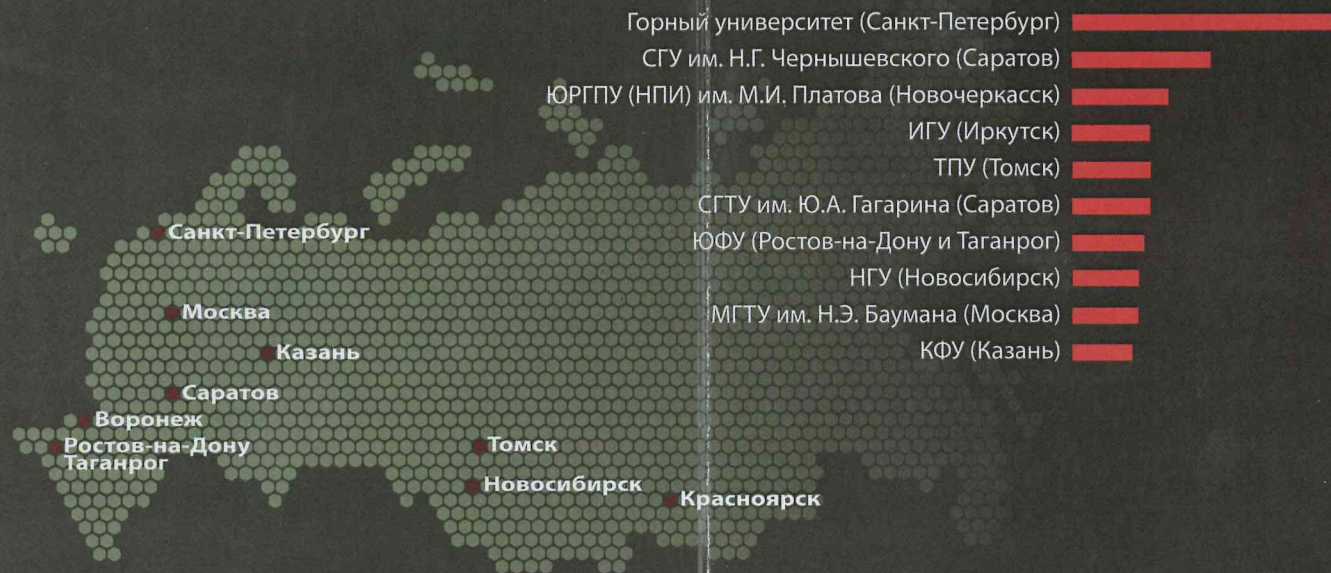 Горный университет (Санкт-Петербург)
СГУ им. Н.Г. Чернышевского (Саратов)
ЮРГПУ (НПИ) им. М.И. Платова (Новочеркасск)
ИГУ (Иркутск)
ТПУ (Томск)
СГТУ им. Ю.А. Гагарина (Саратов)
ЮФУ (Ростов-на-Дону и Таганрог)
НГУ (Новосибирск)
МГТУ им. Н.Э. Баумана (Москва)
КФУ (Казань)
Санкт-Петербург
Москва
Казань
Саратов
Воронеж
Ростов-на-Дону
Таганрог
Томск
Новосибирск
Красноярск